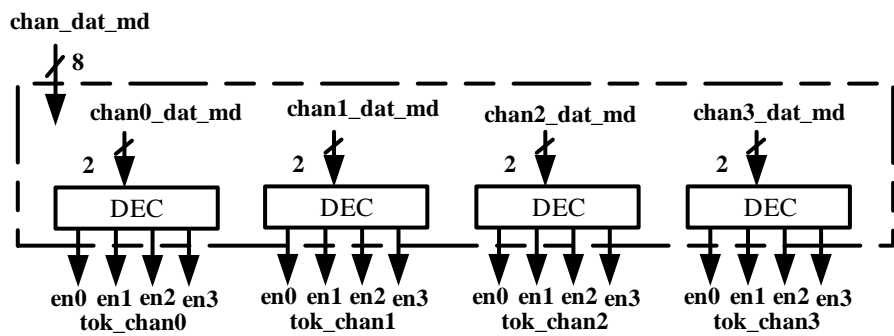 chan_dat_md
8
chan0_dat_md chan1_dat_md chan2_dat_md chan3_dat_md
2 2 2 2
DEC DEC DEC DEC
en0 en1 en2 en3 en0 en1 en2 en3 en0 en1 en2 en3 en0 en1 en2 en3
tok_chan0 tok_chan1 tok_chan2 tok_chan3